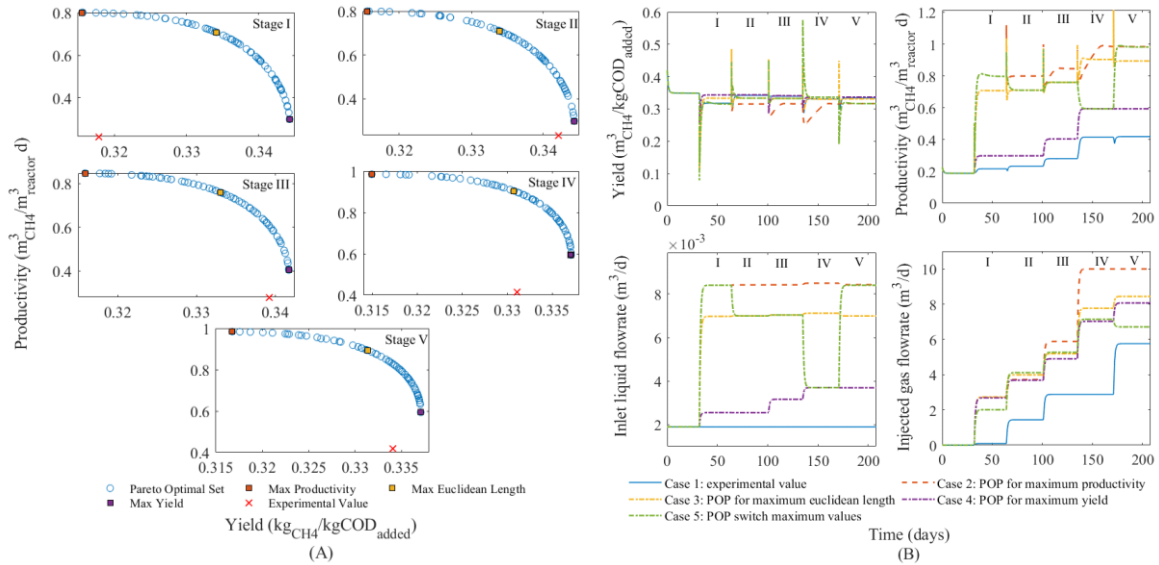 (A)
Productivity (m³CH4/m³reactor d)
Stage I
0.8
0.6
0.4
0.32
0.33
0.34
Stage II
0.8
0.6
0.4
0.32
0.33
0.34
Stage III
0.8
0.6
0.4
0.32
0.33
0.34
Stage IV
1
0.8
0.6
0.4
0.315
0.32
0.325
0.33
0.335
Stage V
1
0.8
0.6
0.4
0.315
0.32
0.325
0.33
0.335
Pareto Optimal Set
Max Productivity
Max Euclidean Length
Max Yield
Experimental Value
Yield (kgCH4/kgCODadded)
(A)
(B)
Yield (m³CH4/kgCODadded)
I II III IV V
0.6
0.5
0.4
0.3
0.2
0.1
0
0 50 100 150 200
Productivity (m³CH4/m³reactor d)
I II III IV V
1.2
1.0
0.8
0.6
0.4
0.2
0
0 50 100 150 200
Inlet liquid flowrate (m³/d)
× 10⁻³
I II III IV V
8
6
4
2
0 50 100 150 200
Injected gas flowrate (m³/d)
I II III IV V
10
8
6
4
2
0
0 50 100 150 200
Case 1: experimental value
Case 2: POP for maximum productivity
Case 3: POP for maximum euclidean length
Case 4: POP for maximum yield
Case 5: POP switch maximum values
Time (days)
(B)